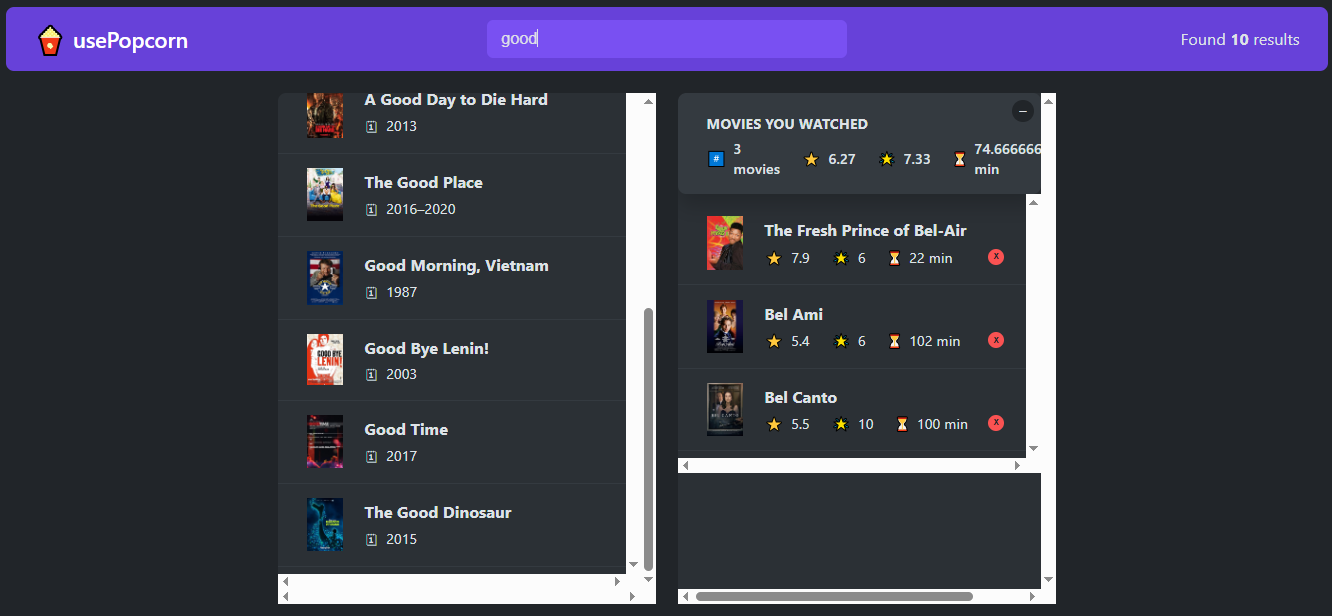 usePopcorn
good
Found 10 results
A Good Day to Die Hard
2013
The Good Place
2016–2020
Good Morning, Vietnam
1987
Good Bye Lenin!
2003
Good Time
2017
The Good Dinosaur
2015
MOVIES YOU WATCHED
3 movies
6.27
7.33
74.666666 min
The Fresh Prince of Bel-Air
7.9 6 22 min
Bel Ami
5.4 6 102 min
Bel Canto
5.5 10 100 min